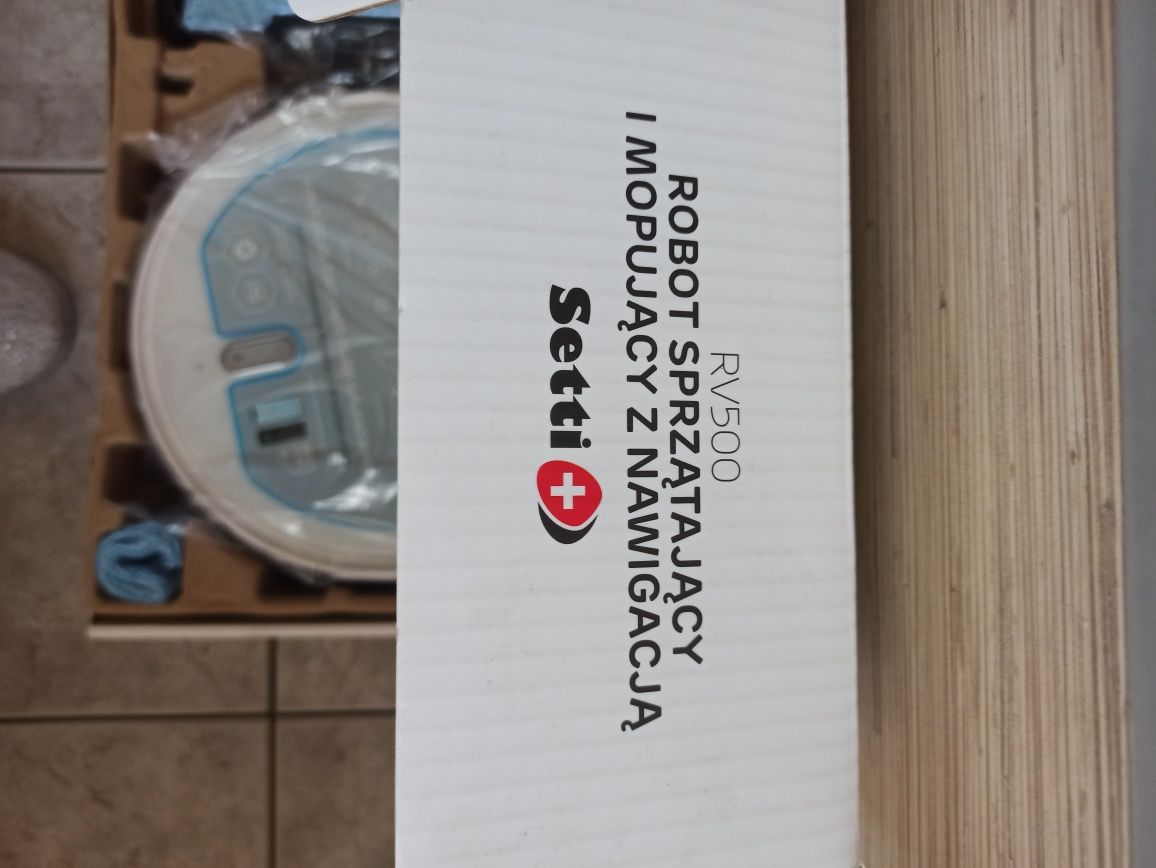 RV500
ROBOT SPRZĄTAJĄCY
I MOPUJĄCY Z NAWIGACJĄ
Setti